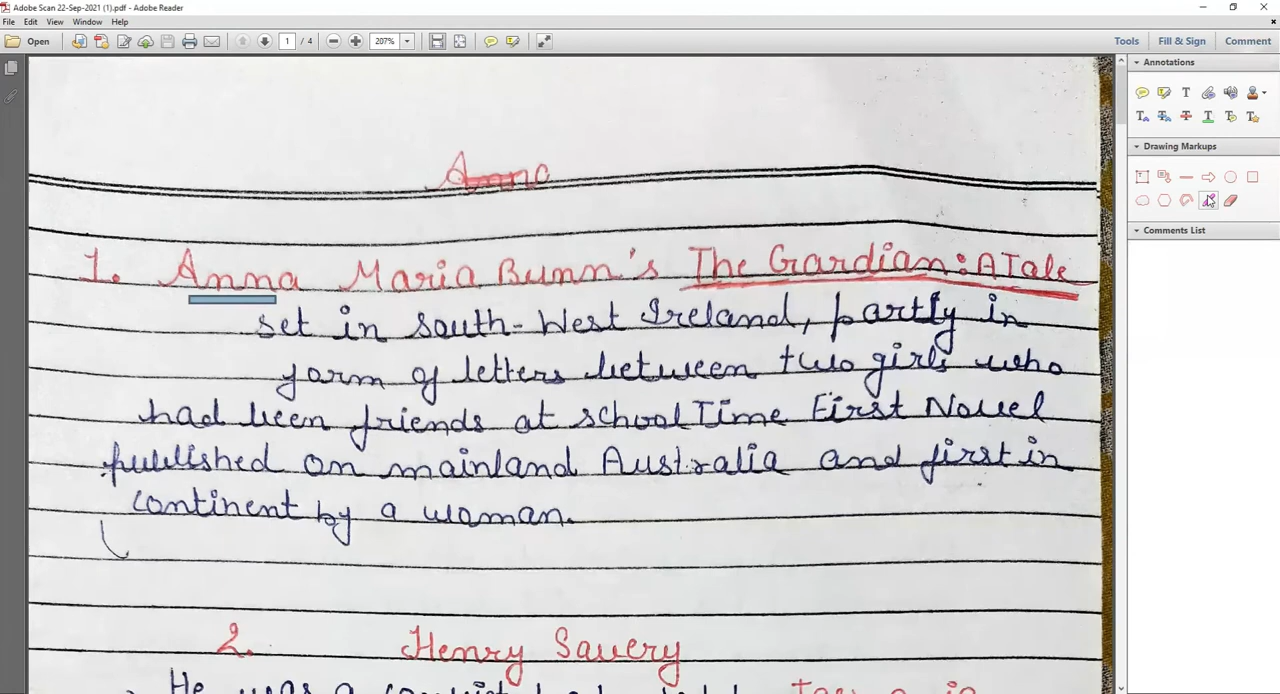 Adobe Scan 22-Sep-2021 (1).pdf - Adobe Reader
File Edit View Window Help
Open 1 / 4 207% Tools Fill & Sign Comment
Annotations
Drawing Markups
Comments List
Anna
1. Anna Maria Bunn's The Gardian: A Tale
set in south-West Ireland, partly in
form of letters between two girls who
had been friends at school Time First Novel
published on mainland Australia and first in
continent by a woman.
2. Henry Savery
He was a convict